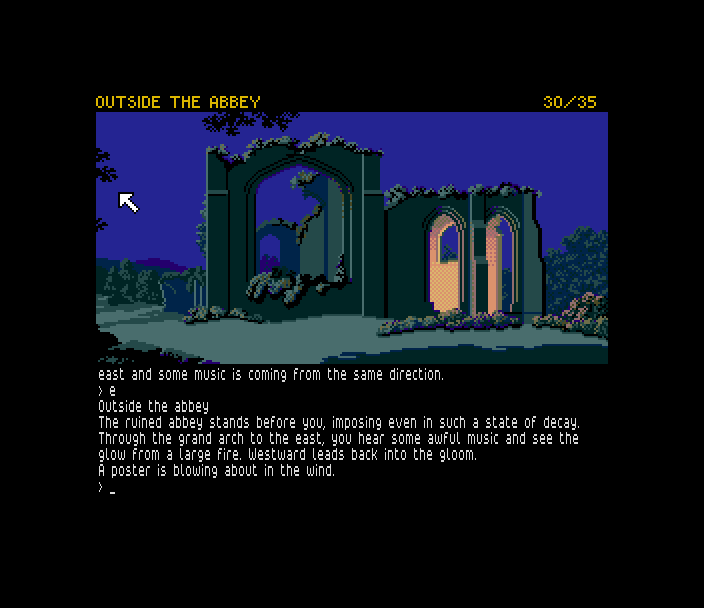 OUTSIDE THE ABBEY 30/35
east and some music is coming from the same direction.
> e
Outside the abbey
The ruined abbey stands before you, imposing even in such a state of decay.
Through the grand arch to the east, you hear some awful music and see the
glow from a large fire. Westward leads back into the gloom.
A poster is blowing about in the wind.
> _